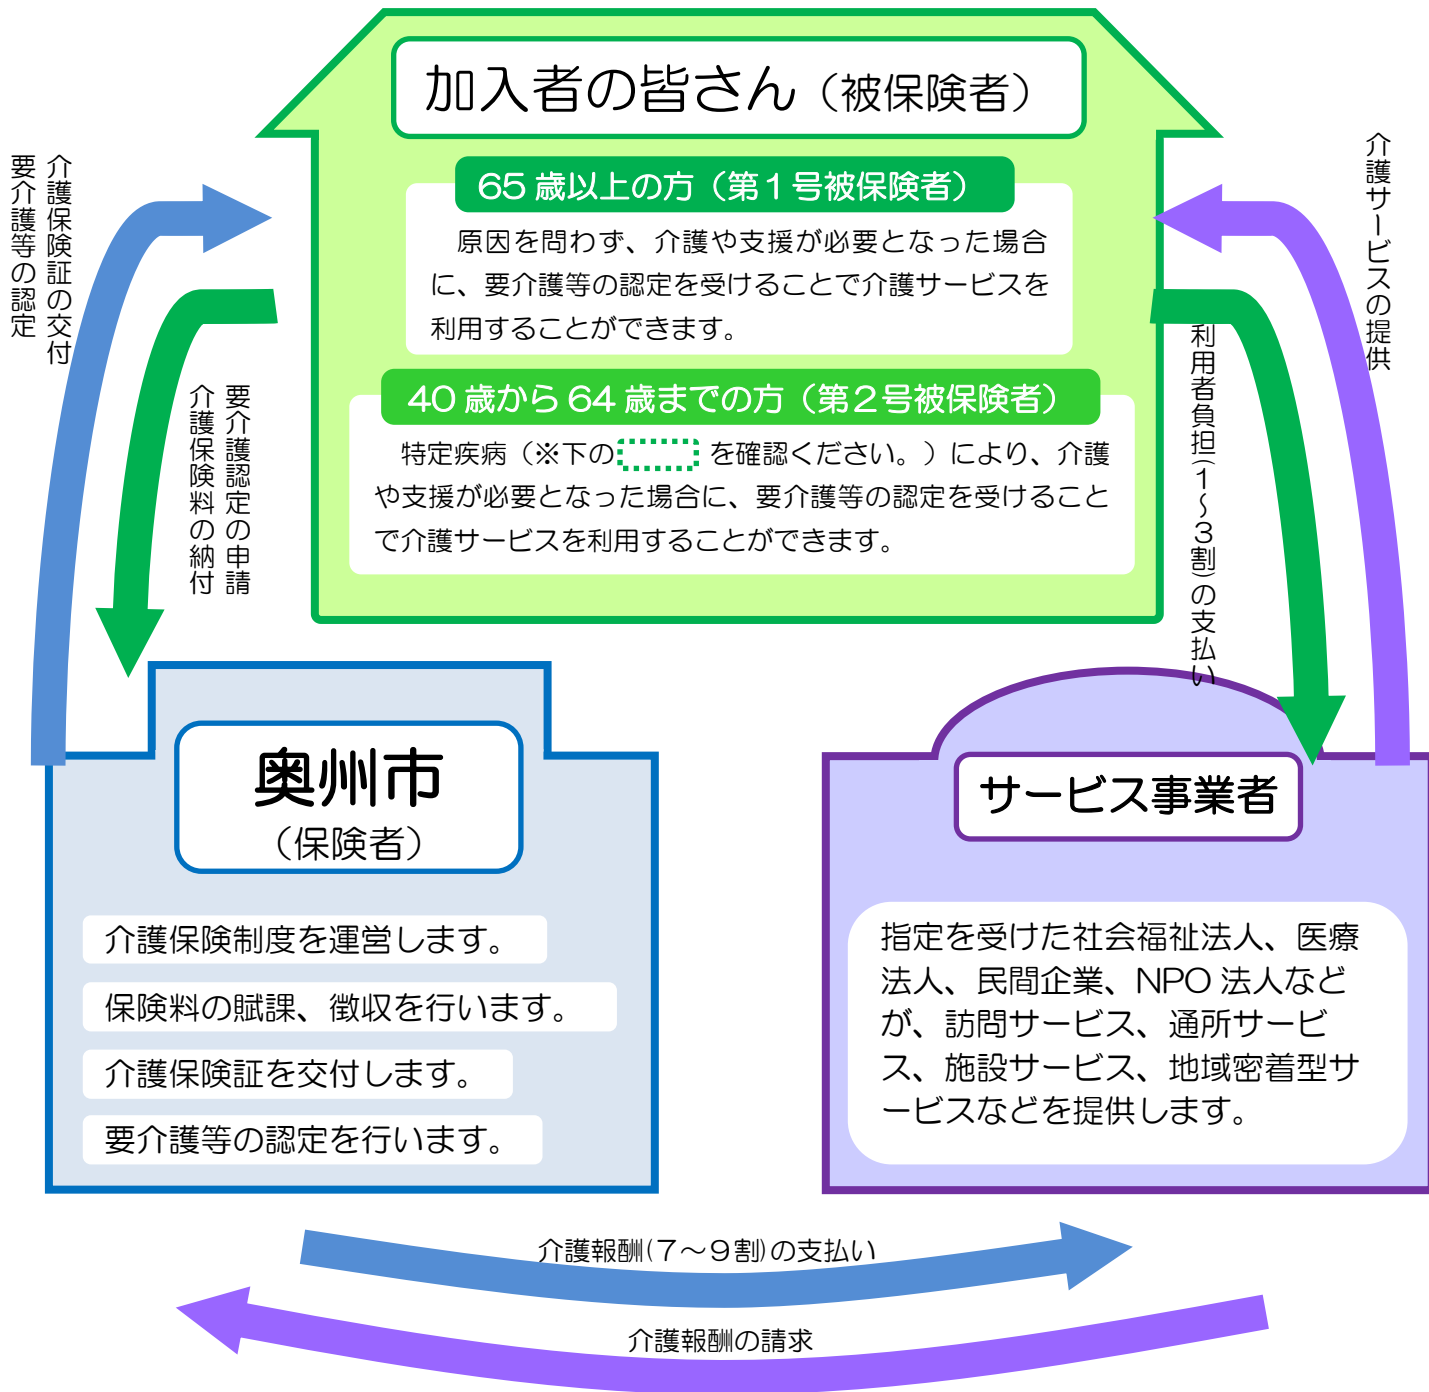 加入者の皆さん（被保険者）
65歳以上の方（第１号被保険者）
原因を問わず、介護や支援が必要となった場合
に、要介護等の認定を受けることで介護サービスを
利用することができます。
40歳から64歳までの方（第２号被保険者）
特定疾病（※下の を確認ください。）により、介護
や支援が必要となった場合に、要介護等の認定を受けること
で介護サービスを利用することができます。
介護保険証の交付
要介護等の認定
要介護認定の申請
介護保険料の納付
介護サービスの提供
利用者負担(１～３割)の支払い
奥州市
（保険者）
介護保険制度を運営します。
保険料の賦課、徴収を行います。
介護保険証を交付します。
要介護等の認定を行います。
サービス事業者
指定を受けた社会福祉法人、医療
法人、民間企業、NPO 法人など
が、訪問サービス、通所サービ
ス、施設サービス、地域密着型サ
ービスなどを提供します。
介護報酬(７～９割)の支払い
介護報酬の請求